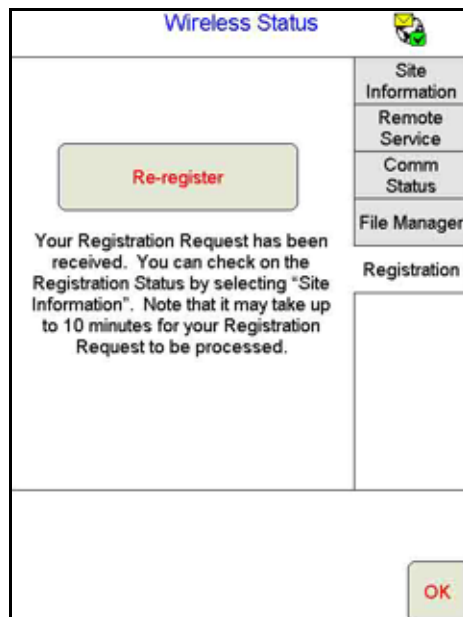 Wireless Status
Site
Information
Remote
Service
Comm
Status
File Manager
Registration
Re-register
Your Registration Request has been
received. You can check on the
Registration Status by selecting “Site
Information”. Note that it may take up
to 10 minutes for your Registration
Request to be processed.
OK